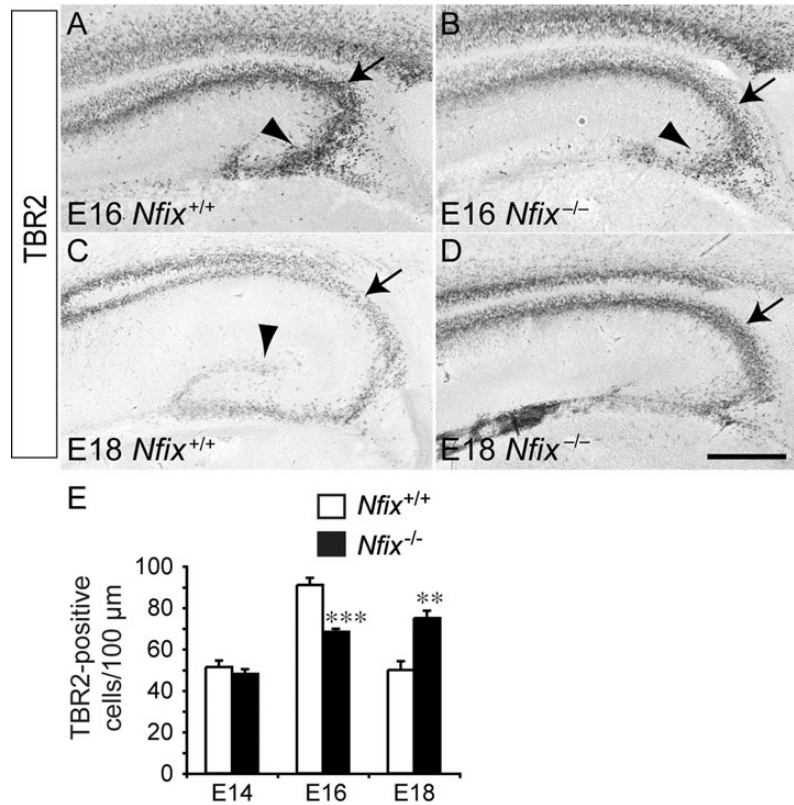 TBR2
A
E16 Nfix+/+
B
E16 Nfix−/−
C
E18 Nfix+/+
D
E18 Nfix−/−
E
Nfix+/+
Nfix-/-
TBR2-positive
cells/100 µm
100
80
60
40
20
0
***
**
E14
E16
E18